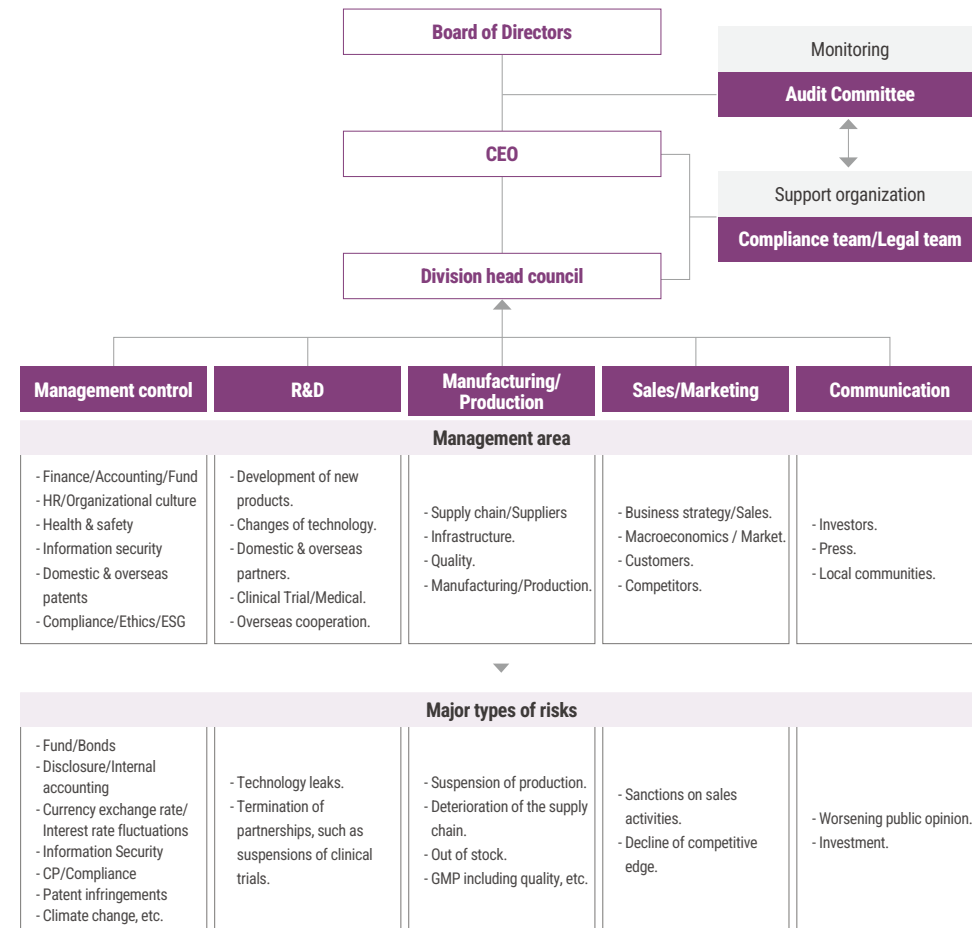 Board of Directors
Monitoring
Audit Committee
CEO
Support organization
Compliance team/Legal team
Division head council
Management control
R&D
Manufacturing/
Production
Sales/Marketing
Communication
Management area
- Finance/Accounting/Fund
- HR/Organizational culture
- Health & safety
- Information security
- Domestic & overseas
patents
- Compliance/Ethics/ESG
- Development of new
products.
- Changes of technology.
- Domestic & overseas
partners.
- Clinical Trial/Medical.
- Overseas cooperation.
- Supply chain/Suppliers
- Infrastructure.
- Quality.
- Manufacturing/Production.
- Business strategy/Sales.
- Macroeconomics / Market.
- Customers.
- Competitors.
- Investors.
- Press.
- Local communities.
Major types of risks
- Fund/Bonds
- Disclosure/Internal
accounting
- Currency exchange rate/
Interest rate fluctuations
- Information Security
- CP/Compliance
- Patent infringements
- Climate change, etc.
- Technology leaks.
- Termination of
partnerships, such as
suspensions of clinical
trials.
- Suspension of production.
- Deterioration of the supply
chain.
- Out of stock.
- GMP including quality, etc.
- Sanctions on sales
activities.
- Decline of competitive
edge.
- Worsening public opinion.
- Investment.